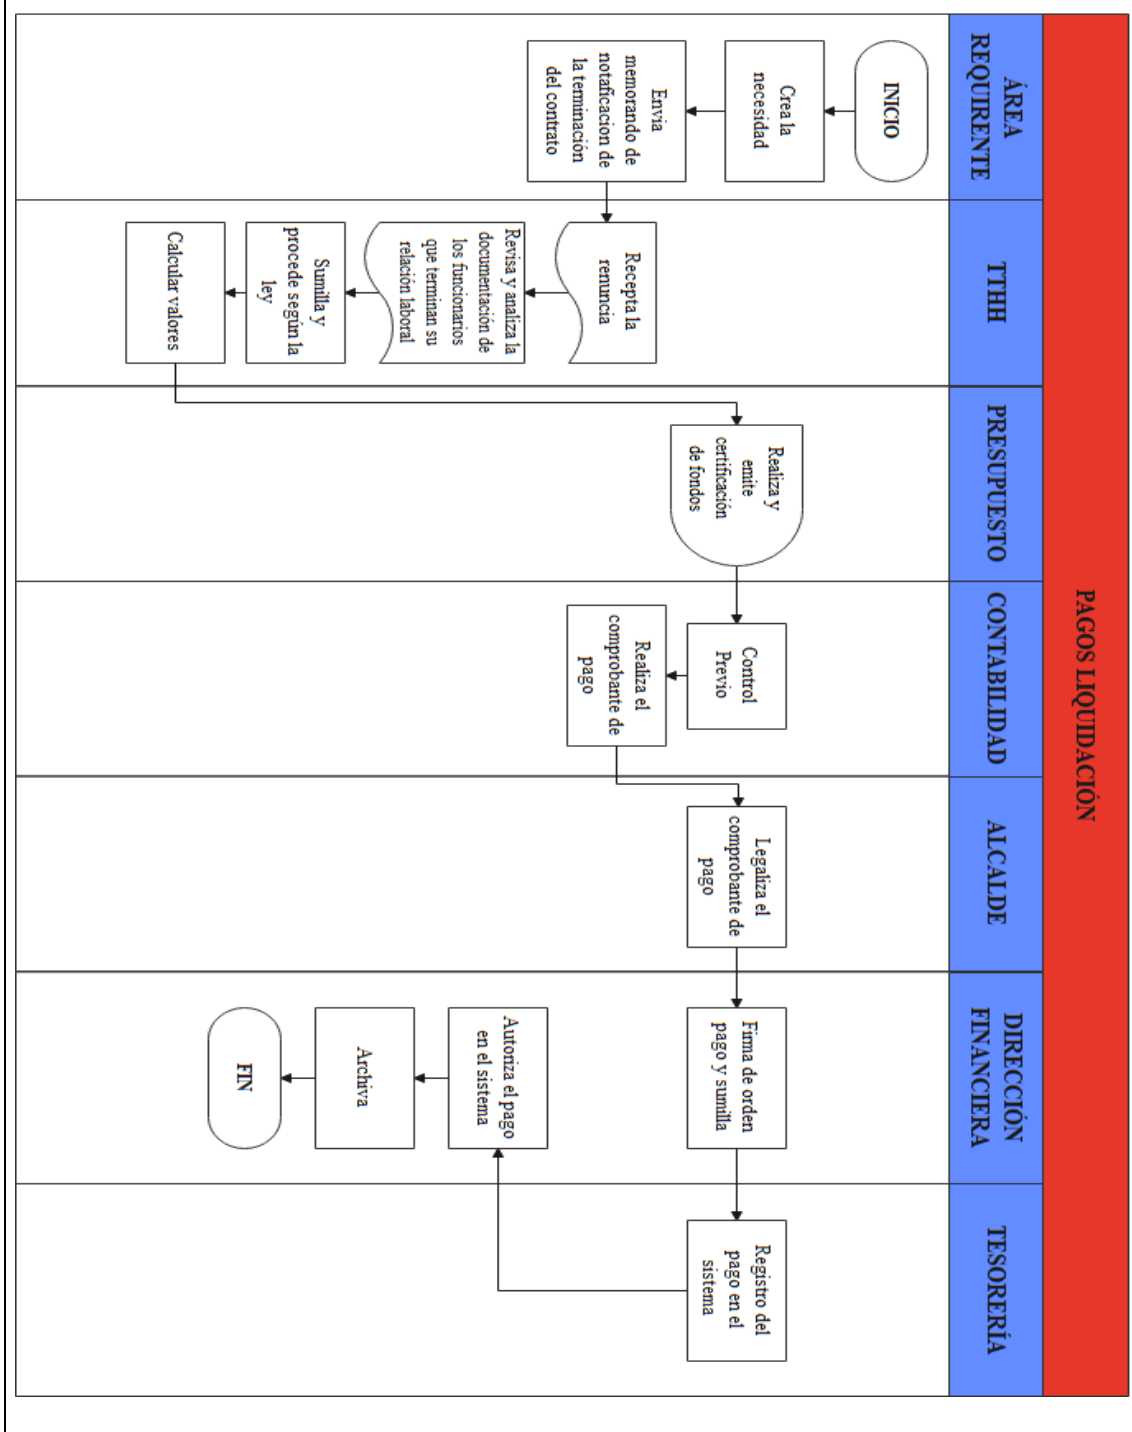 PAGOS LIQUIDACIÓN
ÁREA
REQUIRENTE
TTHH
PRESUPUESTO
CONTABILIDAD
ALCALDE
DIRECCIÓN
FINANCIERA
TESORERÍA
INICIO
Crea la
necesidad
Envia
memorando de
notaficacion de
la terminación
del contrato
Recepta la
renuncia
Revisa y analiza la
documentación de
los funcionarios
que terminan su
relación laboral
Sumilla y
procede según la
ley
Calcular valores
Realiza y
emite
certificación
de fondos
Control
Previo
Realiza el
comprobante de
pago
Legaliza el
comprobante de
pago
Firma de orden
pago y sumilla
Registro del
pago en el
sistema
Autoriza el pago
en el sistema
Archiva
FIN